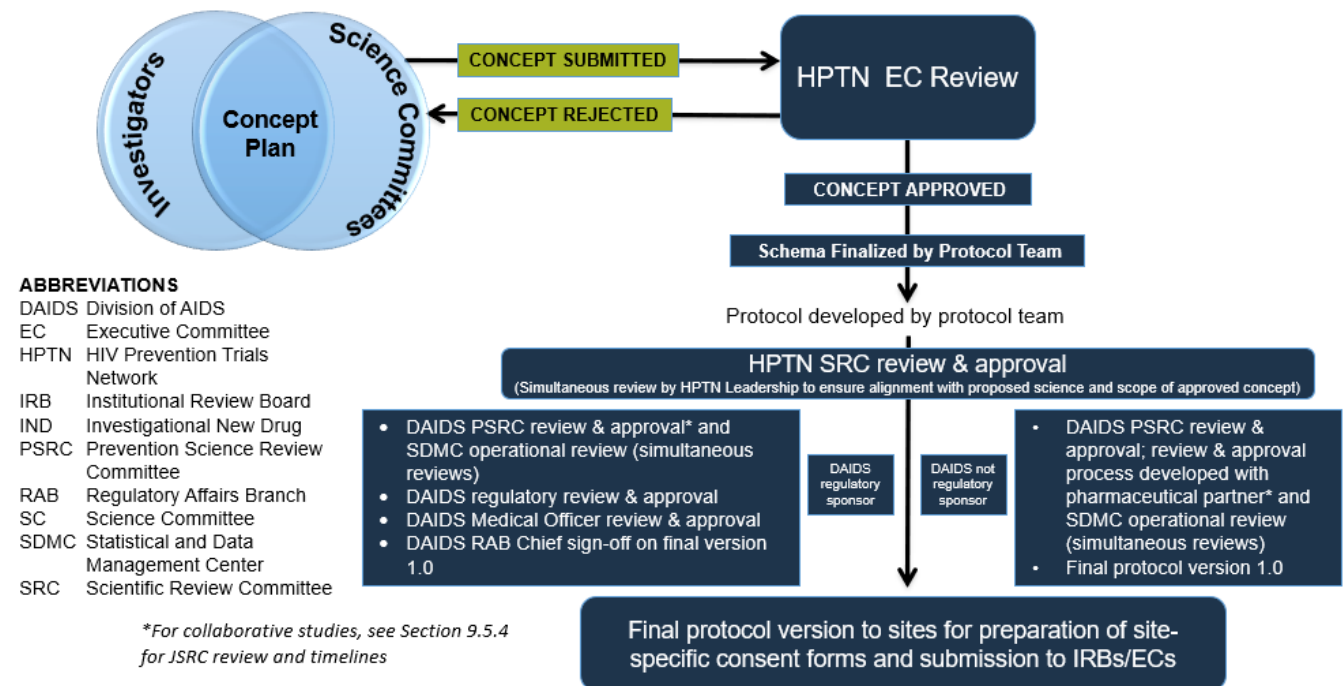 Investigators
Concept
Plan
Science Committees
CONCEPT SUBMITTED
CONCEPT REJECTED
HPTN EC Review
CONCEPT APPROVED
Schema Finalized by Protocol Team
Protocol developed by protocol team
HPTN SRC review & approval
(Simultaneous review by HPTN Leadership to ensure alignment with proposed science and scope of approved concept)
• DAIDS PSRC review & approval* and
SDMC operational review (simultaneous
reviews)
• DAIDS regulatory review & approval
• DAIDS Medical Officer review & approval
• DAIDS RAB Chief sign-off on final version
1.0
DAIDS
regulatory
sponsor
DAIDS not
regulatory
sponsor
• DAIDS PSRC review &
approval; review & approval
process developed with
pharmaceutical partner* and
SDMC operational review
(simultaneous reviews)
• Final protocol version 1.0
Final protocol version to sites for preparation of site-
specific consent forms and submission to IRBs/ECs
ABBREVIATIONS
DAIDS Division of AIDS
EC Executive Committee
HPTN HIV Prevention Trials
Network
IRB Institutional Review Board
IND Investigational New Drug
PSRC Prevention Science Review
Committee
RAB Regulatory Affairs Branch
SC Science Committee
SDMC Statistical and Data
Management Center
SRC Scientific Review Committee
*For collaborative studies, see Section 9.5.4
for JSRC review and timelines